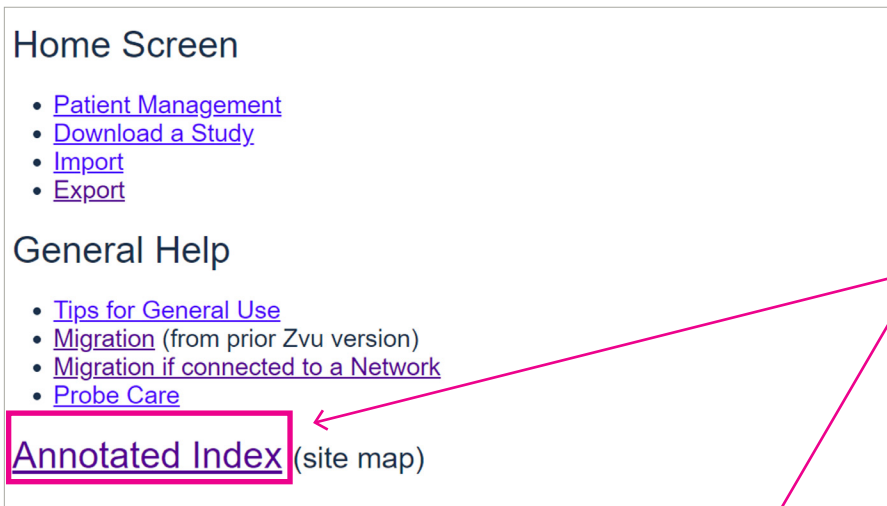 Home Screen
Patient Management
Download a Study
Import
Export
General Help
Tips for General Use
Migration (from prior Zvu version)
Migration if connected to a Network
Probe Care
Annotated Index (site map)